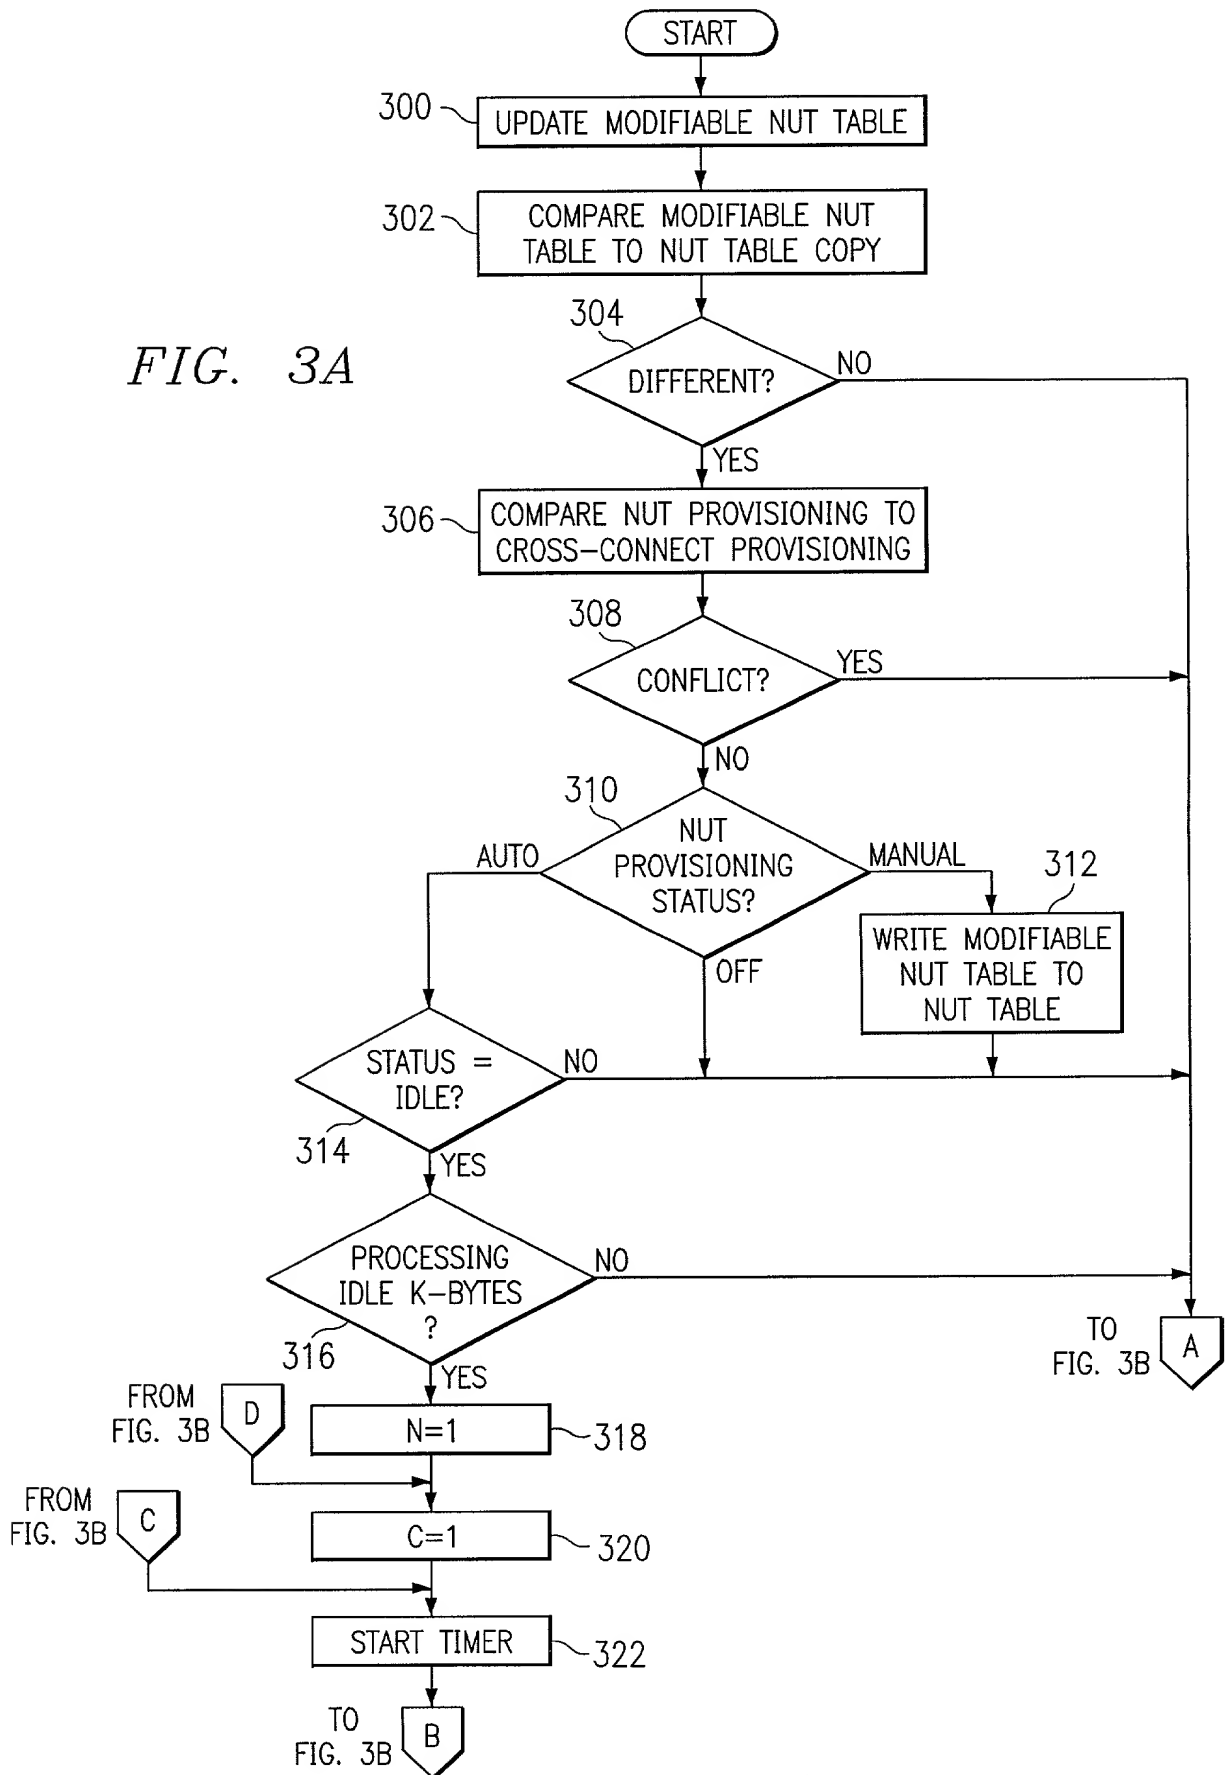 START
300
UPDATE MODIFIABLE NUT TABLE
302
COMPARE MODIFIABLE NUT
TABLE TO NUT TABLE COPY
304
FIG. 3A
DIFFERENT?
NO
YES
306
COMPARE NUT PROVISIONING TO
CROSS-CONNECT PROVISIONING
308
CONFLICT?
YES
NO
310
NUT
PROVISIONING
STATUS?
AUTO
MANUAL
OFF
312
WRITE MODIFIABLE
NUT TABLE TO
NUT TABLE
STATUS =
IDLE?
NO
314
YES
PROCESSING
IDLE K-BYTES
?
NO
316
YES
TO
FIG. 3B
A
FROM
FIG. 3B
D
N=1
318
FROM
FIG. 3B
C
C=1
320
START TIMER
322
TO
FIG. 3B
B